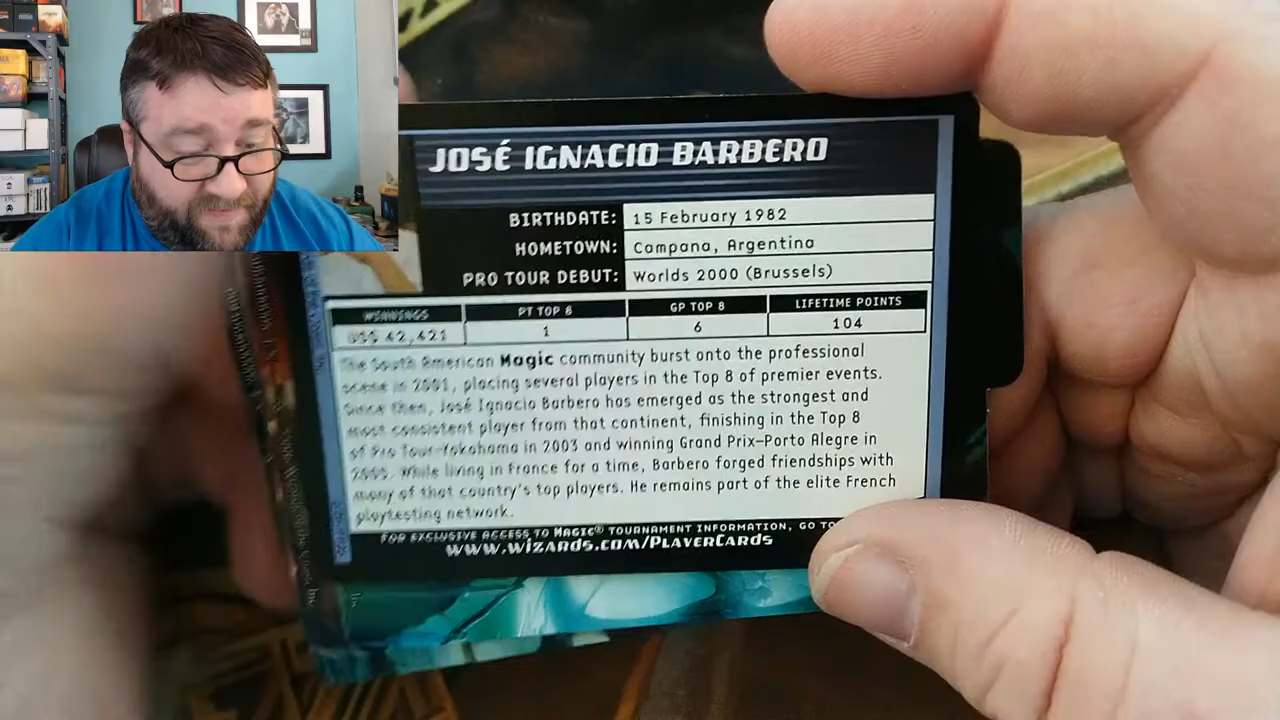 JOSÉ IGNACIO BARBERO
BIRTHDATE: 15 February 1982
HOMETOWN: Campana, Argentina
PRO TOUR DEBUT: Worlds 2000 (Brussels)
WINNINGS PT TOP 8 GP TOP 8 LIFETIME POINTS
US$ 42,421 1 6 104
The South American Magic community burst onto the professional
scene in 2001, placing several players in the Top 8 of premier events.
Since then, José Ignacio Barbero has emerged as the strongest and
most consistent player from that continent, finishing in the Top 8
of Pro Tour–Yokohama in 2003 and winning Grand Prix–Porto Alegre in
2005. While living in France for a time, Barbero forged friendships with
many of that country's top players. He remains part of the elite French
playtesting network.
FOR EXCLUSIVE ACCESS TO MAGIC® TOURNAMENT INFORMATION, GO TO
WWW.WIZARDS.COM/PLAYERCARDS